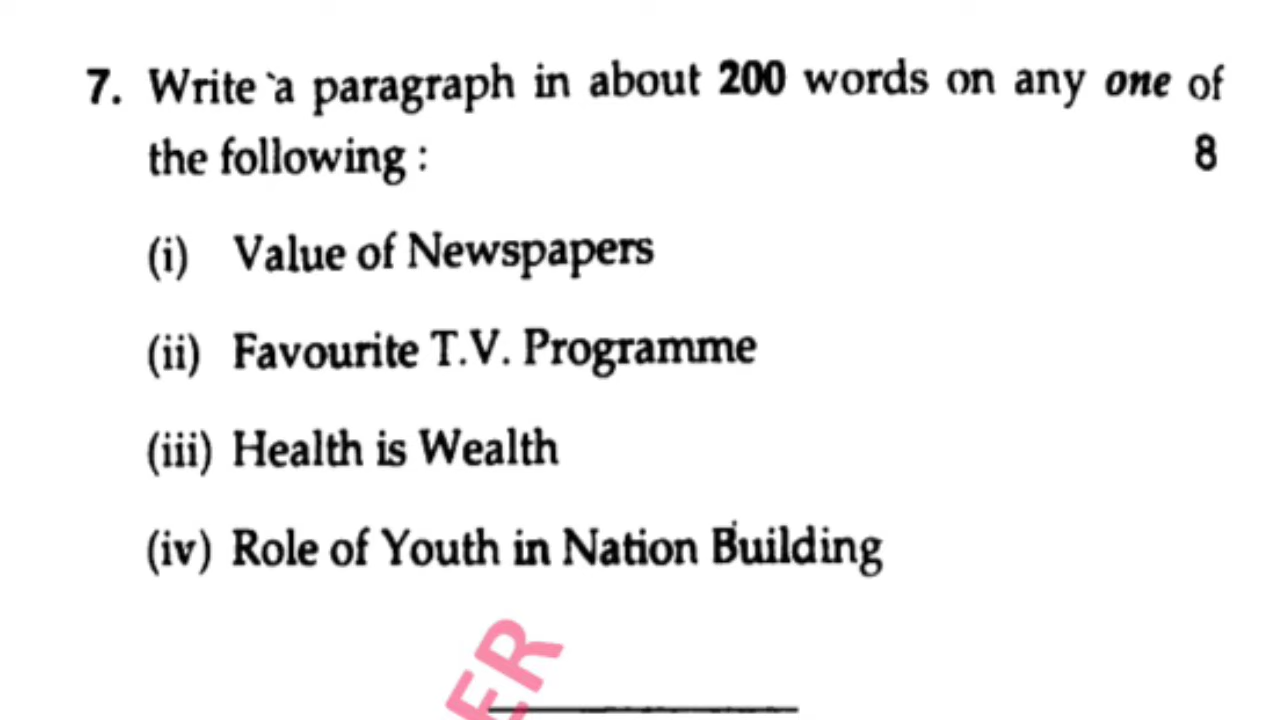 7. Write a paragraph in about 200 words on any one of
the following : 8
(i) Value of Newspapers
(ii) Favourite T.V. Programme
(iii) Health is Wealth
(iv) Role of Youth in Nation Building
ER